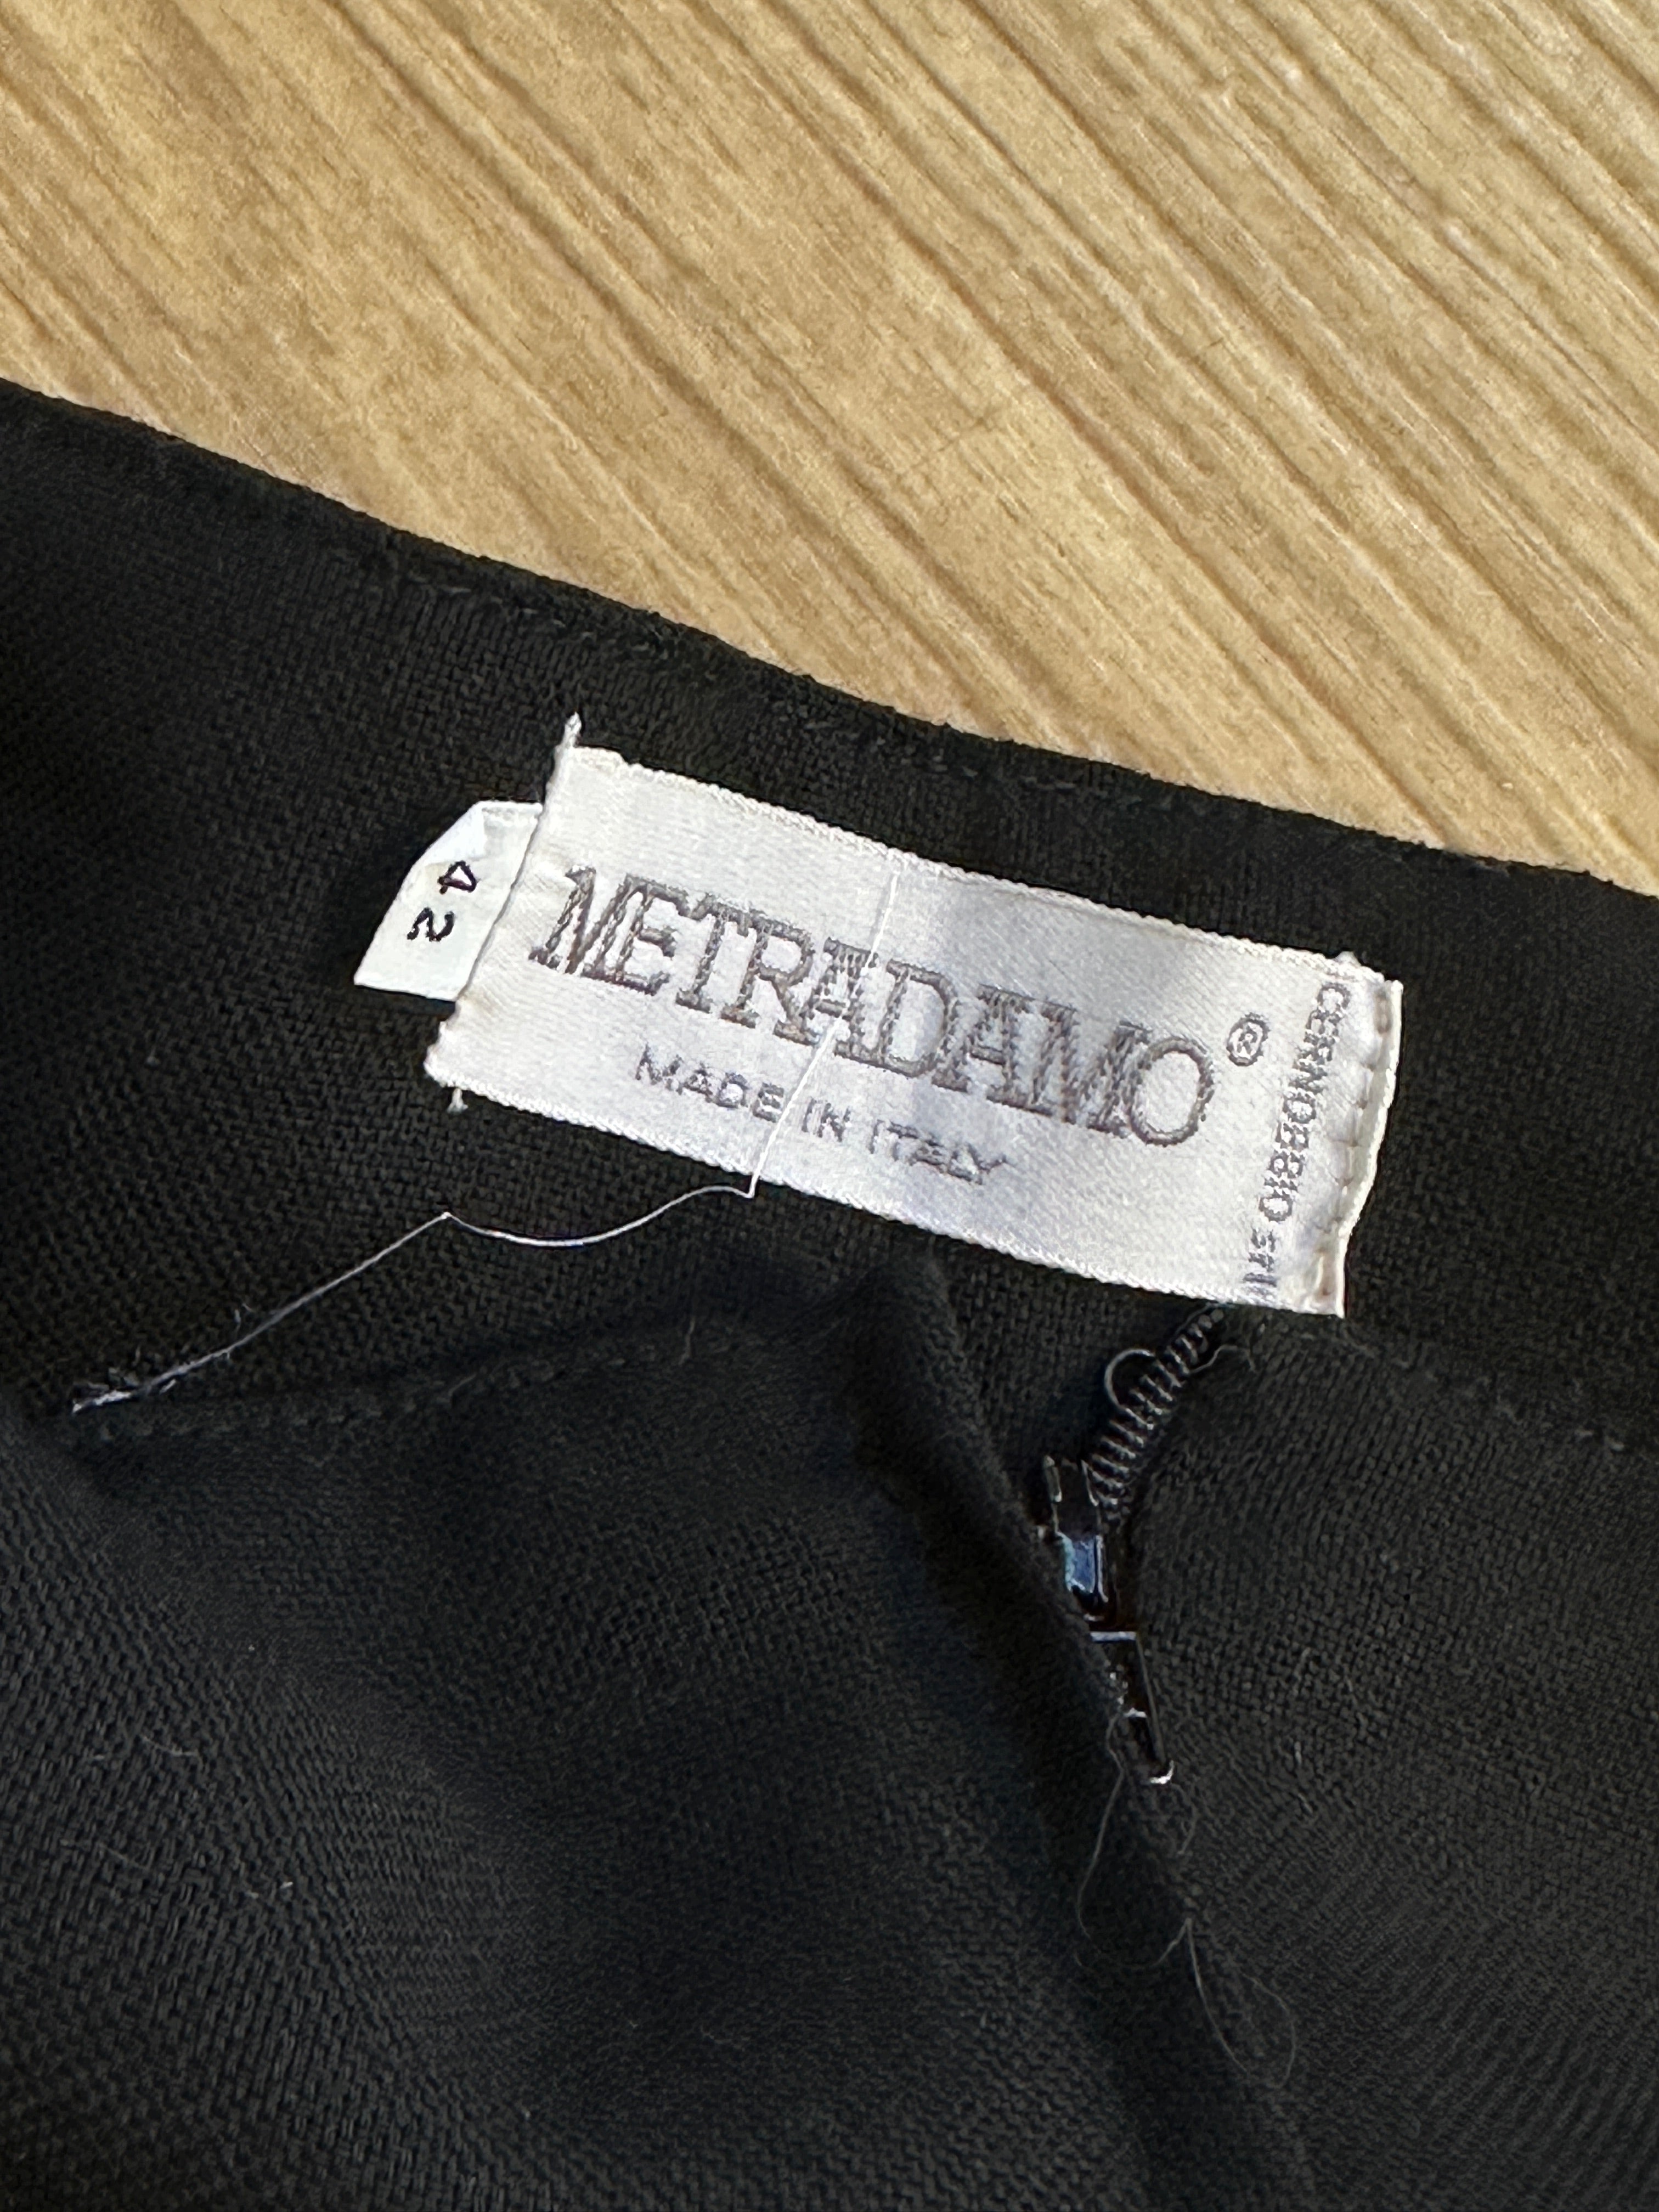 42
METRADAMO®
MADE IN ITALY
CERNOBBIO srl